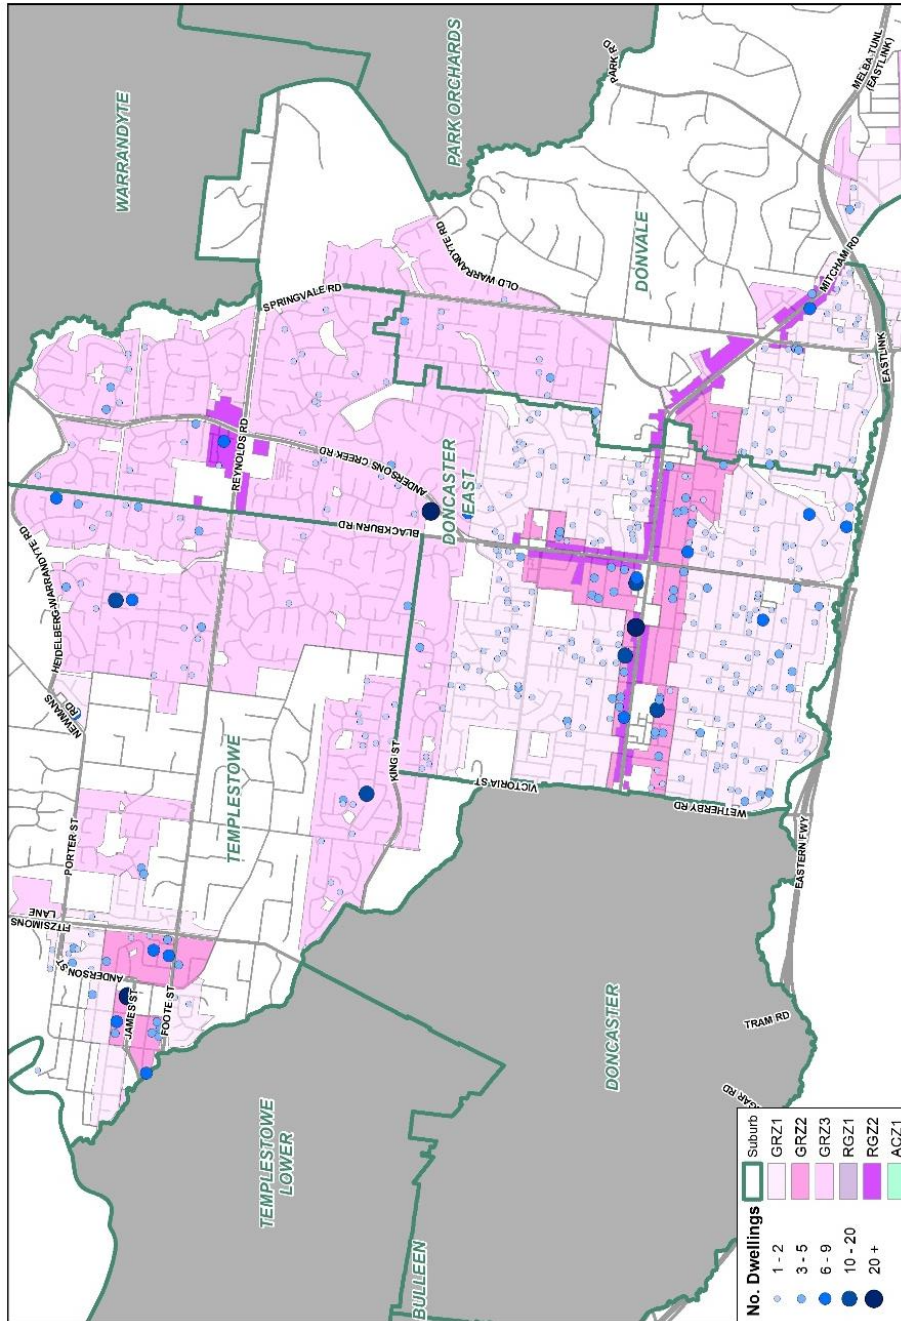 WARRANDYTE
PARK ORCHARDS
PARK RD
MELBA TUNL
(EASTLINK)
SPRINGVALE RD
OLD WARRANDYTE RD
DONVALE
MITCHAM RD
EASTLINK
REYNOLDS RD
ANDERSONS CREEK RD
BLACKBURN RD
DONCASTER
EAST
HEIDELBERG-WARRANDYTE RD
NEWMANS
RD
TEMPLESTOWE
KING ST
VICTORIA ST
WETHERBY RD
EASTERN FWY
PORTER ST
FITZSIMONS
LANE
ANDERSON ST
JAMES ST
FOOTE ST
TEMPLESTOWE
LOWER
DONCASTER
TRAM RD
BULLEEN
No. Dwellings
1 - 2
3 - 5
6 - 9
10 - 20
20 +
Suburb
GRZ1
GRZ2
GRZ3
RGZ1
RGZ2
ACZ1